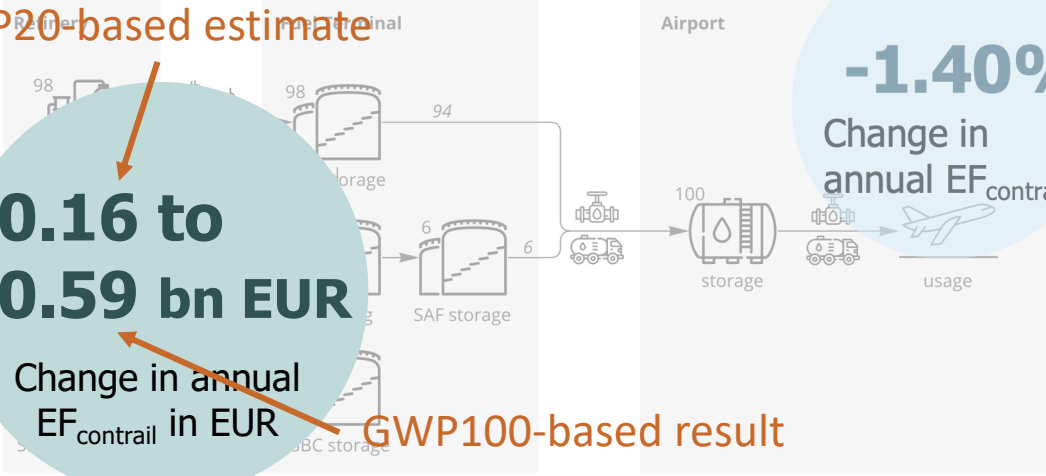 P20-based estimate
Refinery
Fuel Terminal
Airport
98
98
94
-1.40%
Change in
annual EFcontra
orage
0.16 to
0.59 bn EUR
100
6
6
storage
usage
SAF storage
Change in annual
EFcontrail in EUR
GWP100-based result
BC storage